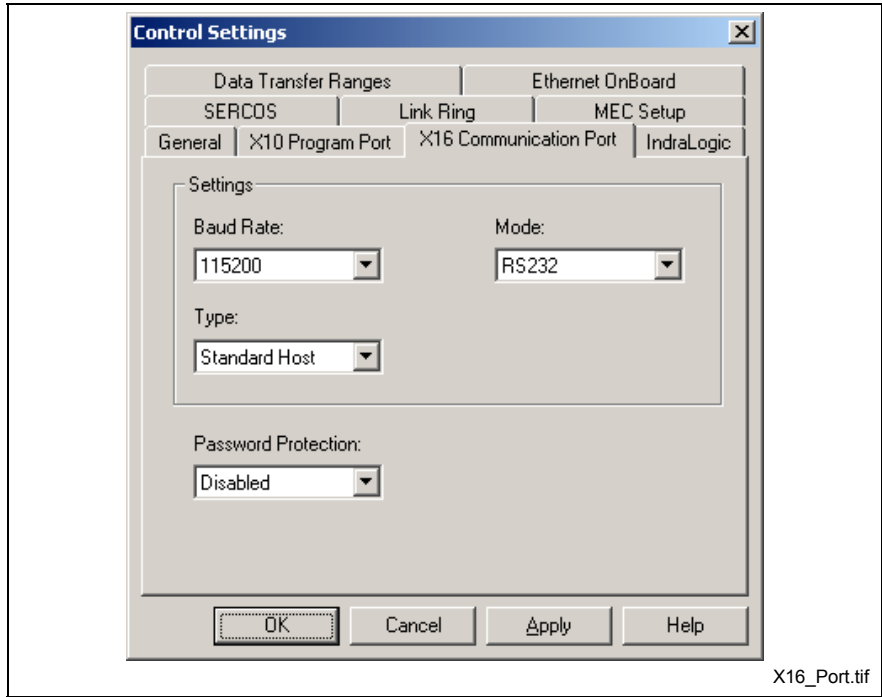 Control Settings
Data Transfer Ranges Ethernet OnBoard
SERCOS Link Ring MEC Setup
General X10 Program Port X16 Communication Port IndraLogic
Settings
Baud Rate: Mode:
115200 RS232
Type:
Standard Host
Password Protection:
Disabled
OK Cancel Apply Help
X16_Port.tif